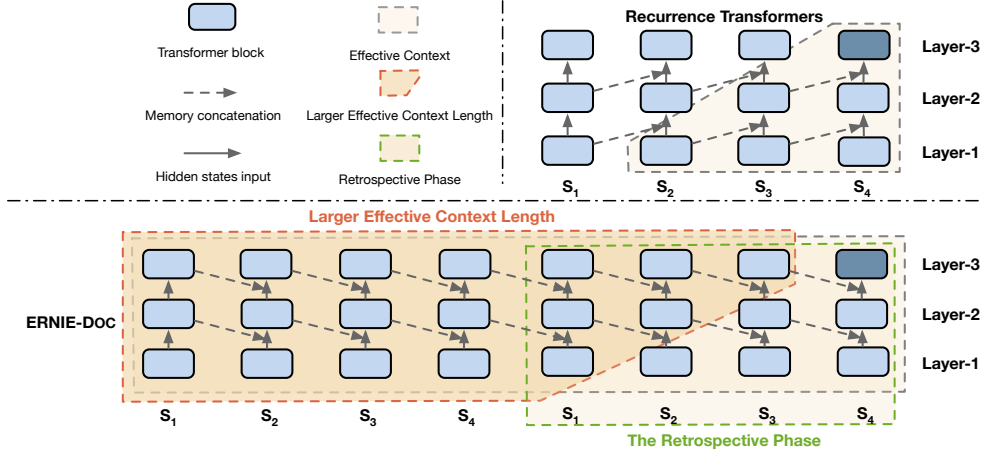 Transformer block
Effective Context
Memory concatenation
Larger Effective Context Length
Hidden states input
Retrospective Phase
Recurrence Transformers
Layer-3
Layer-2
Layer-1
S1 S2 S3 S4
Larger Effective Context Length
ERNIE-DOC
Layer-3
Layer-2
Layer-1
S1 S2 S3 S4 S1 S2 S3 S4
The Retrospective Phase